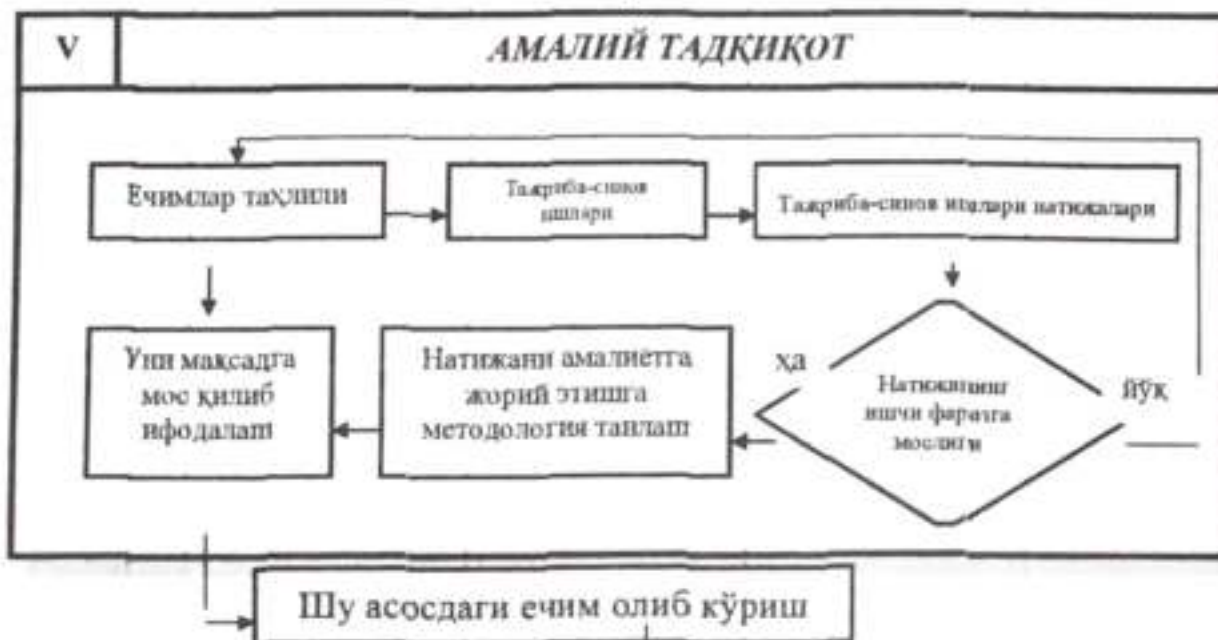 V
АМАЛИЙ ТАДҚИҚОТ
Ечимлар таҳлили
Тажриба-синов
ишлари
Тажриба-синов ишлари натижалари
Уни мақсадга
мос қилиб
ифодалаш
Натижани амалиётга
жорий этишга
методология танлаш
ҳа
Натижанинг
ишчи фаразга
мослиги
йўқ
Шу асосдаги ечим олиб кўриш